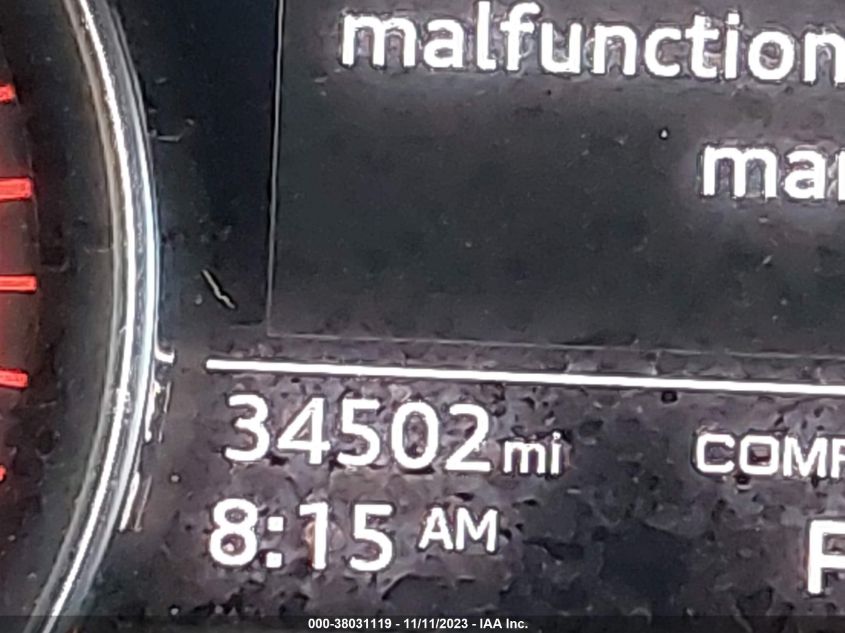 malfunction
34502 mi
8:15 AM
000-38031119 - 11/11/2023 - IAA Inc.